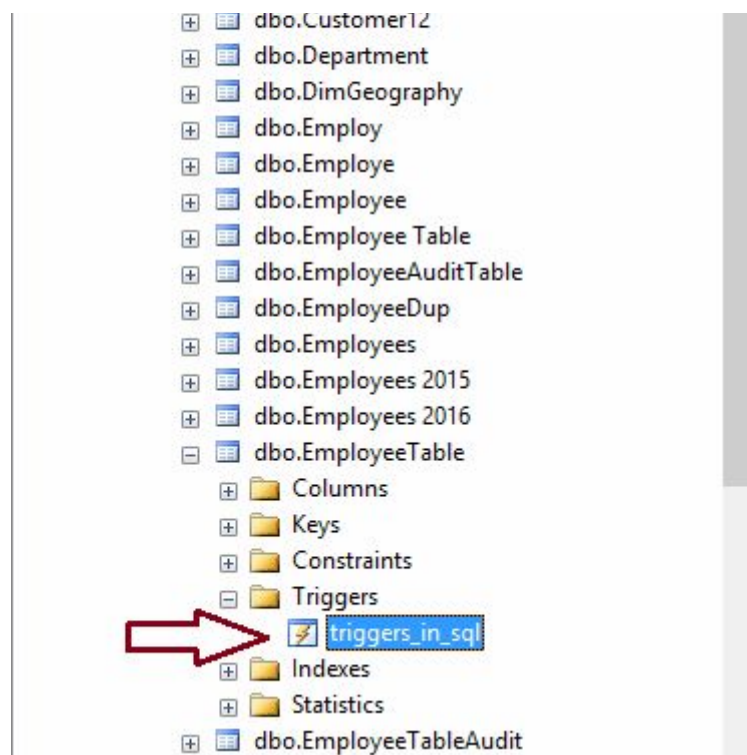 dbo.Customer12
dbo.Department
dbo.DimGeography
dbo.Employ
dbo.Employe
dbo.Employee
dbo.Employee Table
dbo.EmployeeAuditTable
dbo.EmployeeDup
dbo.Employees
dbo.Employees 2015
dbo.Employees 2016
dbo.EmployeeTable
Columns
Keys
Constraints
Triggers
triggers_in_sql
Indexes
Statistics
dbo.EmployeeTableAudit